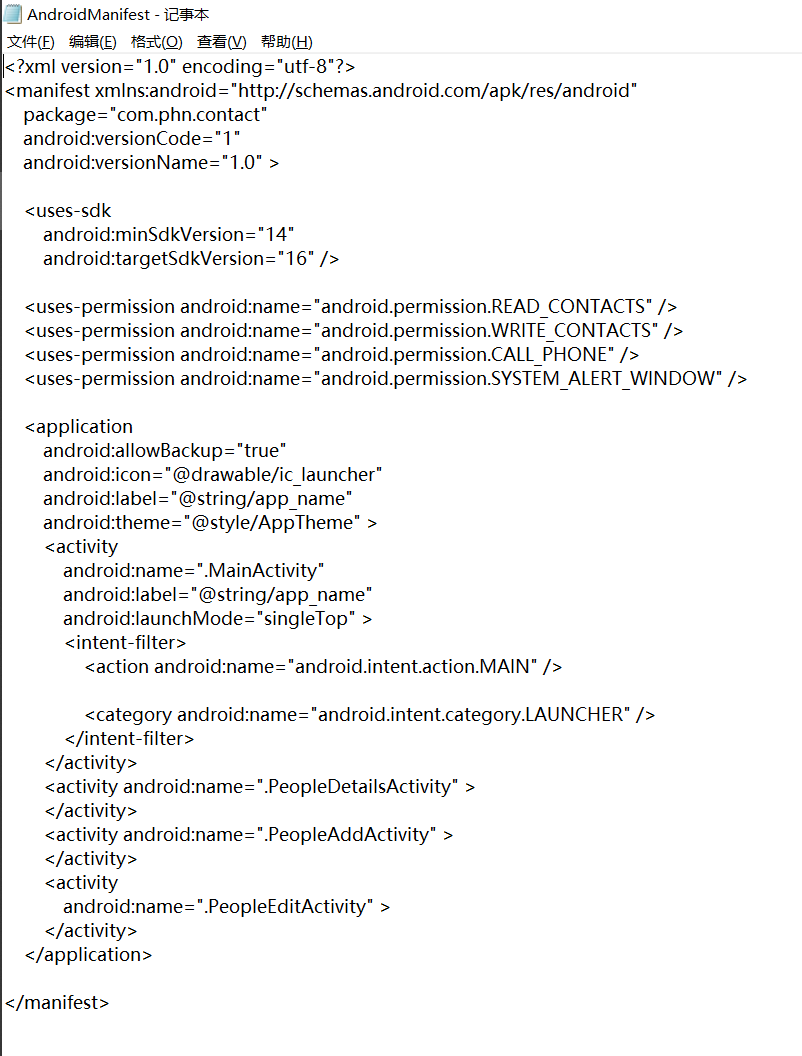 AndroidManifest - 记事本
文件(F) 编辑(E) 格式(O) 查看(V) 帮助(H)
<?xml version="1.0" encoding="utf-8"?>
<manifest xmlns:android="http://schemas.android.com/apk/res/android"
    package="com.phn.contact"
    android:versionCode="1"
    android:versionName="1.0" >

    <uses-sdk
        android:minSdkVersion="14"
        android:targetSdkVersion="16" />

    <uses-permission android:name="android.permission.READ_CONTACTS" />
    <uses-permission android:name="android.permission.WRITE_CONTACTS" />
    <uses-permission android:name="android.permission.CALL_PHONE" />
    <uses-permission android:name="android.permission.SYSTEM_ALERT_WINDOW" />

    <application
        android:allowBackup="true"
        android:icon="@drawable/ic_launcher"
        android:label="@string/app_name"
        android:theme="@style/AppTheme" >
        <activity
            android:name=".MainActivity"
            android:label="@string/app_name"
            android:launchMode="singleTop" >
            <intent-filter>
                <action android:name="android.intent.action.MAIN" />

                <category android:name="android.intent.category.LAUNCHER" />
            </intent-filter>
        </activity>
        <activity android:name=".PeopleDetailsActivity" >
        </activity>
        <activity android:name=".PeopleAddActivity" >
        </activity>
        <activity
            android:name=".PeopleEditActivity" >
        </activity>
    </application>

</manifest>